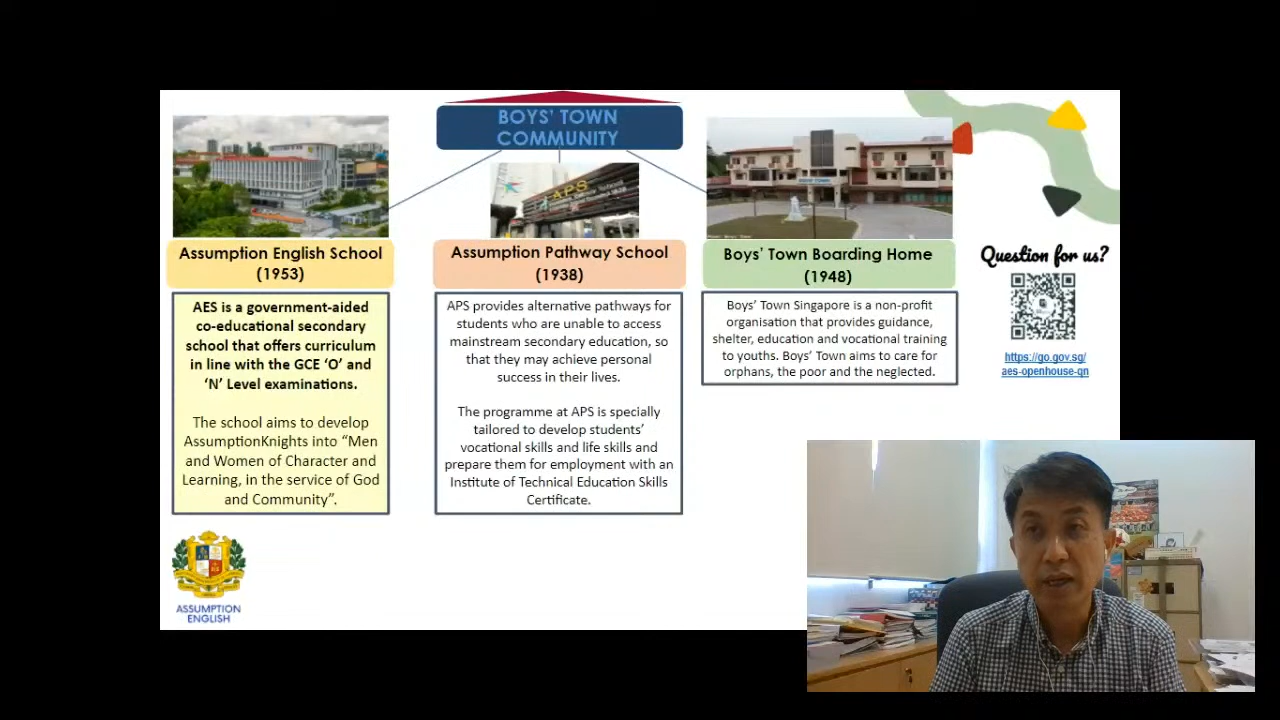 BOYS' TOWN
COMMUNITY
APS
Assumption English School
(1953)
AES is a government-aided
co-educational secondary
school that offers curriculum
in line with the GCE 'O' and
'N' Level examinations.
The school aims to develop
AssumptionKnights into "Men
and Women of Character and
Learning, in the service of God
and Community".
ASSUMPTION
ENGLISH
Assumption Pathway School
(1938)
APS provides alternative pathways for
students who are unable to access
mainstream secondary education, so
that they may achieve personal
success in their lives.
The programme at APS is specially
tailored to develop students'
vocational skills and life skills and
prepare them for employment with an
Institute of Technical Education Skills
Certificate.
Boys' Town Boarding Home
(1948)
Boys' Town Singapore is a non-profit
organisation that provides guidance,
shelter, education and vocational training
to youths. Boys' Town aims to care for
orphans, the poor and the neglected.
Question for us?
https://go.gov.sg/
aes-openhouse-qn